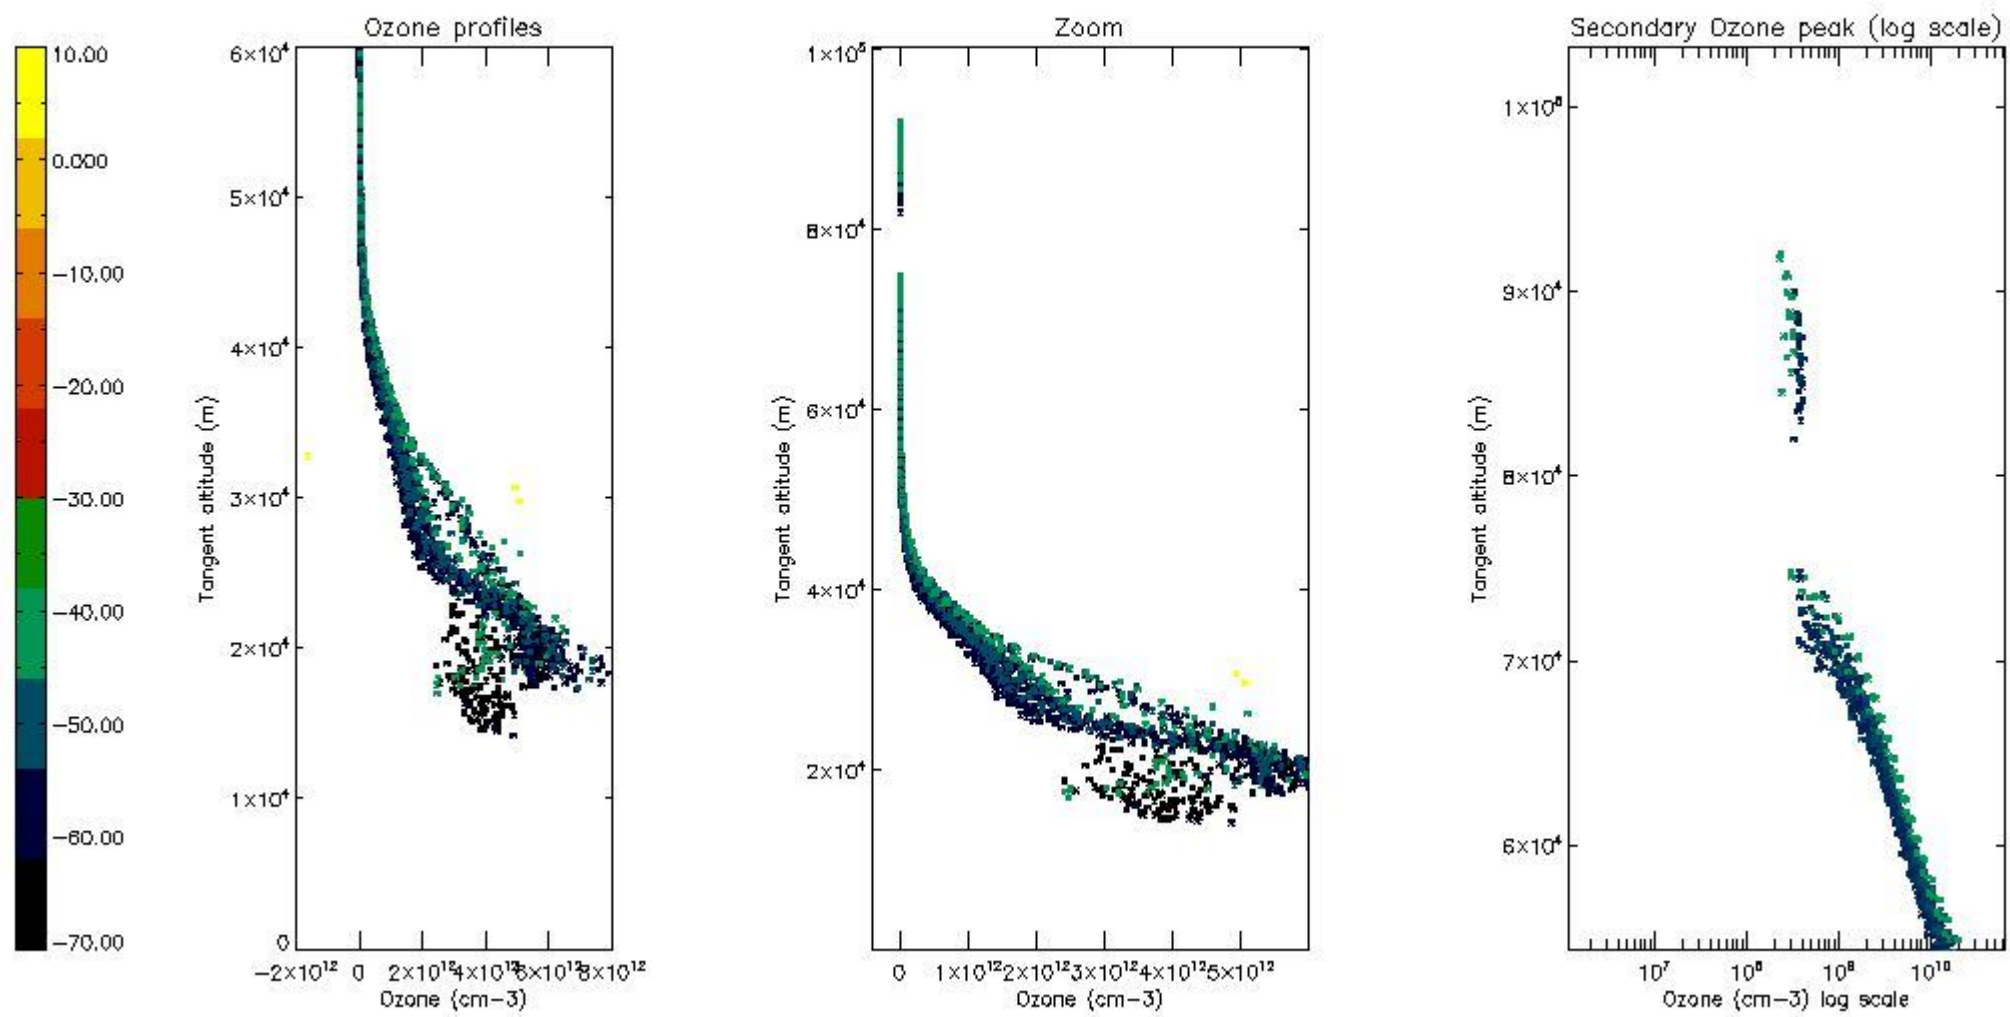 Ozone profiles
Zoom
Secondary Ozone peak (log scale)
10.00
0.000
−10.00
−20.00
−30.00
−40.00
−50.00
−60.00
−70.00
6×10⁴
5×10⁴
4×10⁴
3×10⁴
2×10⁴
1×10⁴
0
Tangent altitude (m)
−2×10¹² 0 2×10¹² 4×10¹² 6×10¹² 8×10¹²
Ozone (cm−3)
1×10⁵
8×10⁴
6×10⁴
4×10⁴
2×10⁴
Tangent altitude (m)
0 1×10¹² 2×10¹² 3×10¹² 4×10¹² 5×10¹²
Ozone (cm−3)
1×10⁵
9×10⁴
8×10⁴
7×10⁴
6×10⁴
Tangent altitude (m)
10⁷ 10⁸ 10⁹ 10¹⁰
Ozone (cm−3) log scale